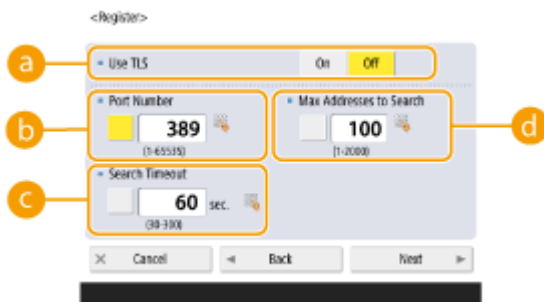 <Register>
a
Use TLS On Off
b
Port Number
389
(1-65535)
Max Addresses to Search
100
(1-2000)
d
c
Search Timeout
60 sec.
(30-300)
× Cancel ◄ Back Next ►